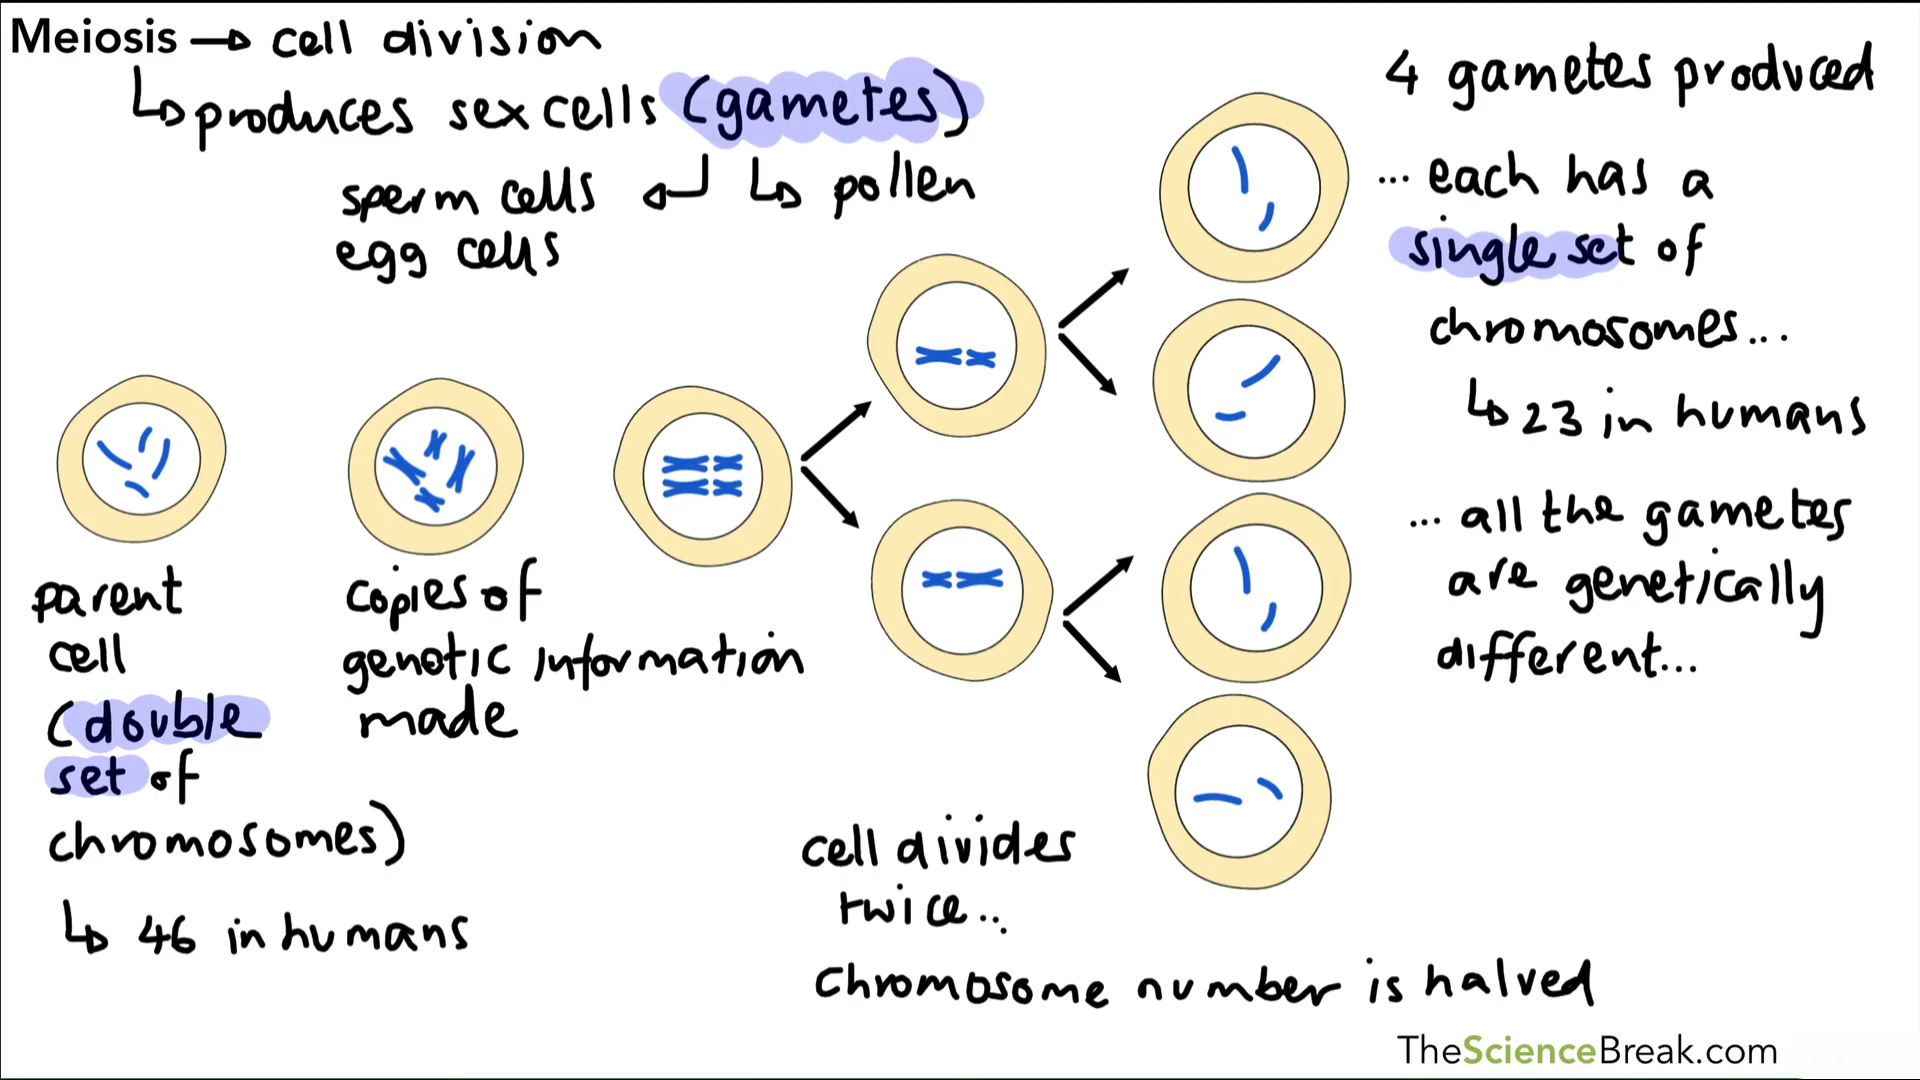 Meiosis → cell division
↳ produces sex cells (gametes)
sperm cells ↲ ↳ pollen
egg cells
parent
cell
(double
set of
chromosomes)
↳ 46 in humans
copies of
genetic information
made
cell divides
twice...
Chromosome number is halved
4 gametes produced
... each has a
single set of
chromosomes...
↳ 23 in humans
... all the gametes
are genetically
different...
TheScienceBreak.com